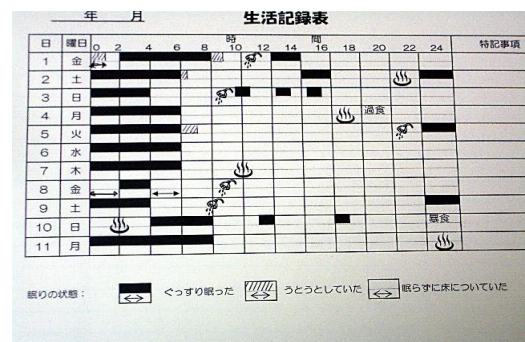 年 月 生活記録表
日 曜日 時間 特記事項
0 2 4 6 8 10 12 14 16 18 20 22 24
1 金
2 土
3 日
4 月 過食
5 火
6 水
7 木
8 金
9 土
10 日 暴食
11 月
眠りの状態： ぐっすり眠った うとうとしていた 眠らずに床についていた